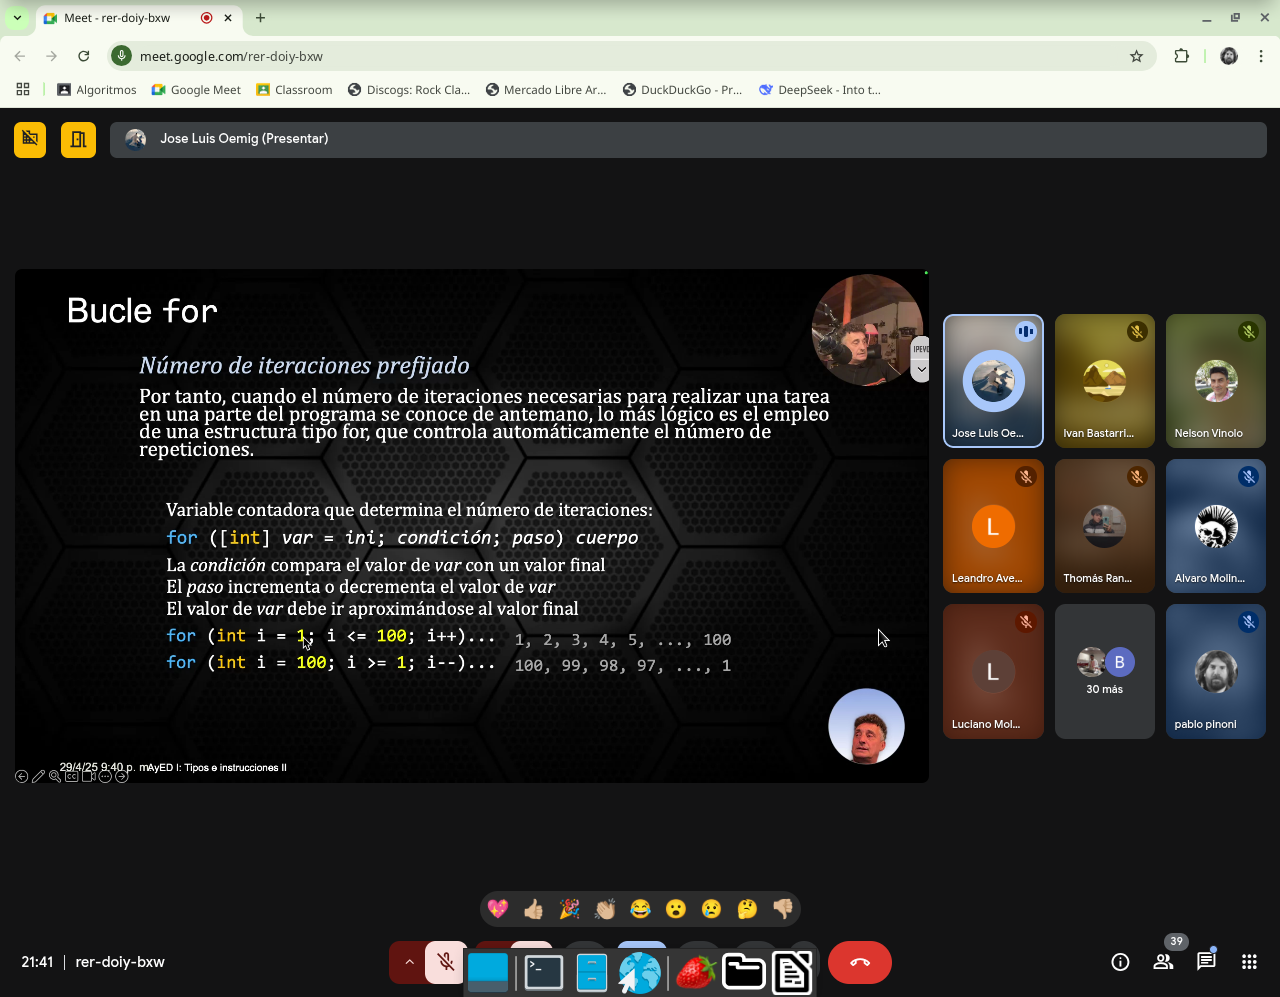 Meet - rer-doiy-bxw
meet.google.com/rer-doiy-bxw
Algoritmos
Google Meet
Classroom
Discogs: Rock Cla...
Mercado Libre Ar...
DuckDuckGo - Pr...
DeepSeek - Into t...
Jose Luis Oemig (Presentar)
Bucle for
Número de iteraciones prefijado
Por tanto, cuando el número de iteraciones necesarias para realizar una tarea
en una parte del programa se conoce de antemano, lo más lógico es el empleo
de una estructura tipo for, que controla automáticamente el número de
repeticiones.
Variable contadora que determina el número de iteraciones:
for ([int] var = ini; condición; paso) cuerpo
La condición compara el valor de var con un valor final
El paso incrementa o decrementa el valor de var
El valor de var debe ir aproximándose al valor final
for (int i = 1; i <= 100; i++)... 1, 2, 3, 4, 5, ..., 100
for (int i = 100; i >= 1; i--)... 100, 99, 98, 97, ..., 1
29/4/25 9:40 p. m.
AyED I: Tipos e instrucciones II
Jose Luis Oe...
Ivan Bastarri...
Nelson Vinolo
L
Leandro Ave...
Thomás Ran...
Alvaro Molin...
L
Luciano Mol...
B
30 más
pablo pinoni
21:41 | rer-doiy-bxw
39